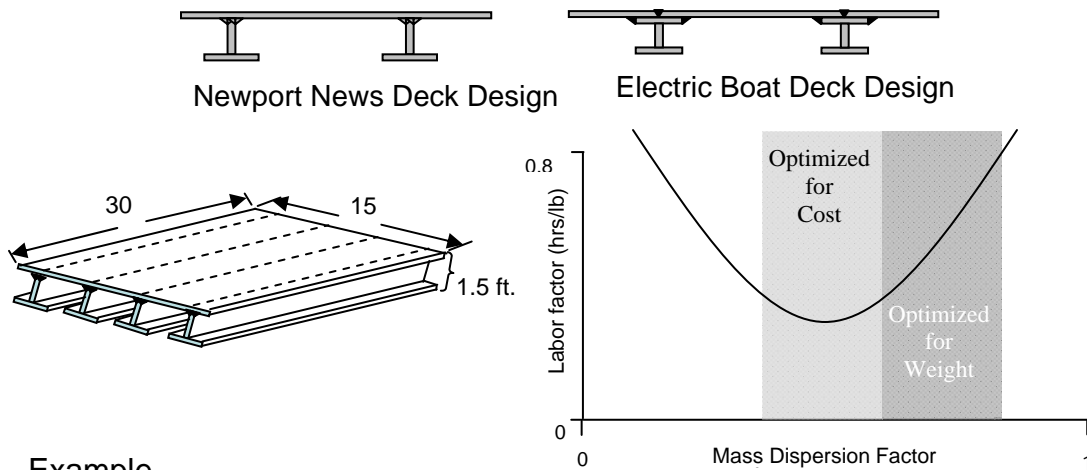 Newport News Deck Design
Electric Boat Deck Design
30
15
1.5 ft.
0.8
Labor factor (hrs/lb)
Optimized
for
Cost
Optimized
for
Weight
0
0
Mass Dispersion Factor
Example